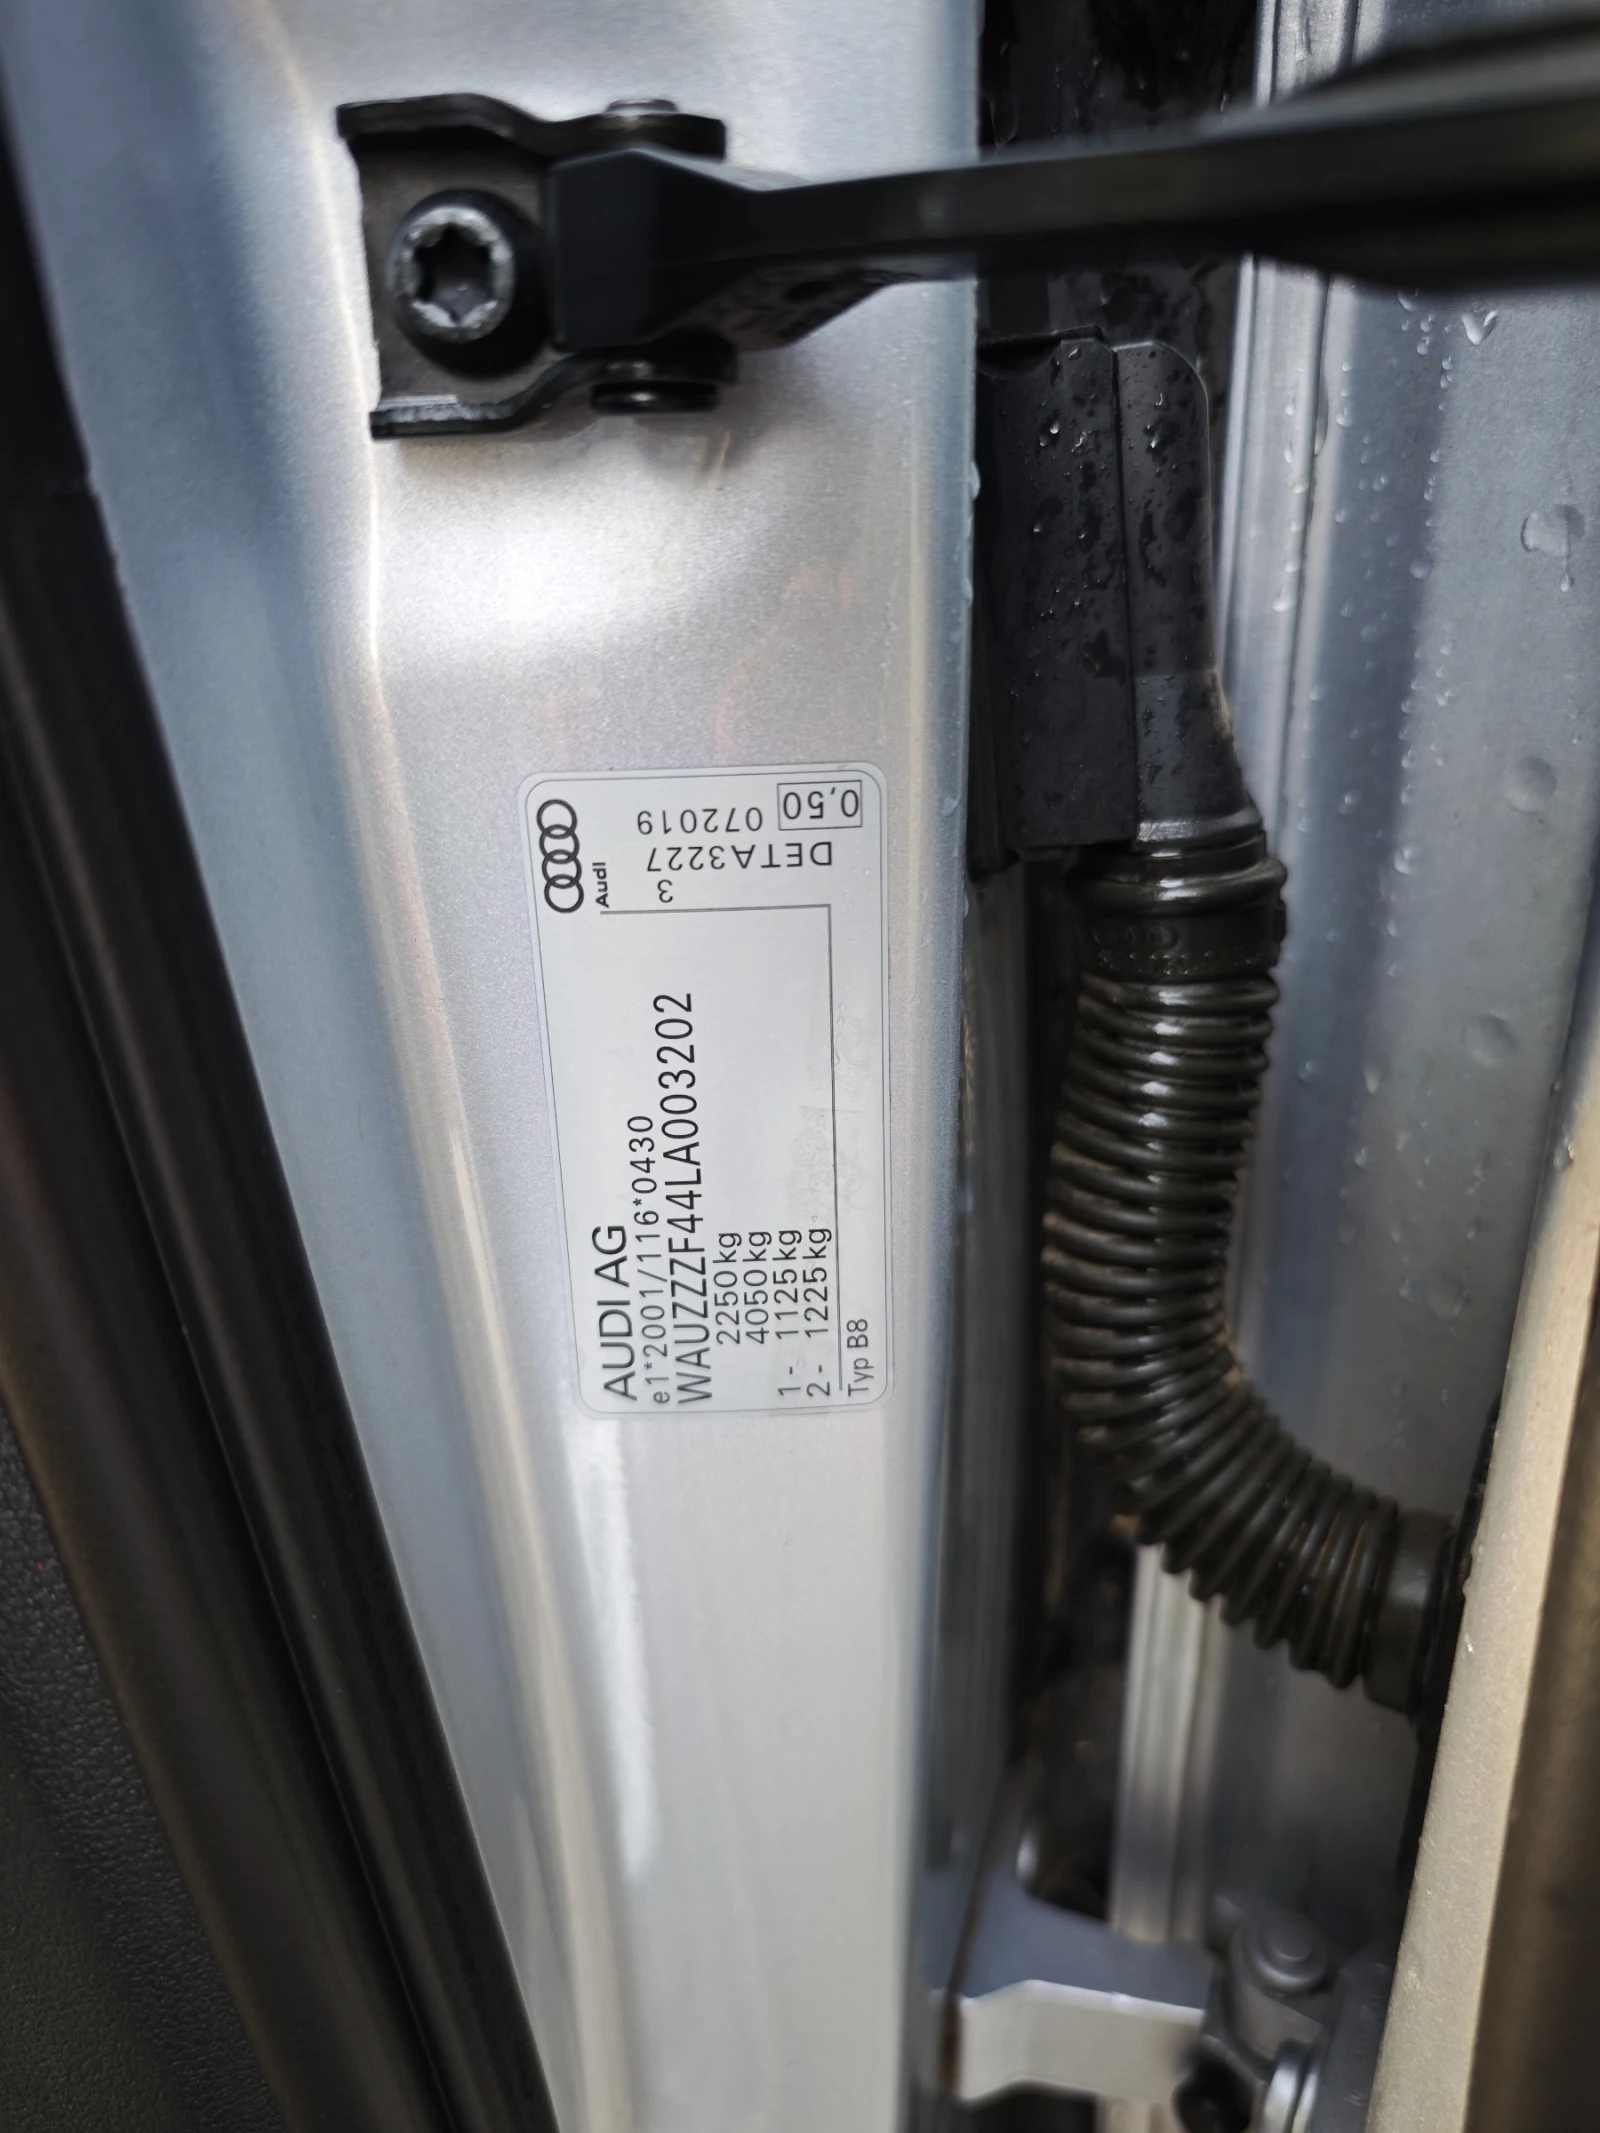 AUDI AG
e1*2001/116*0430
WAUZZZF44LA003202
2250kg
4050kg
1- 1125kg
2- 1225kg
Typ B8
Audi
3
DETA3227
072019
0,50